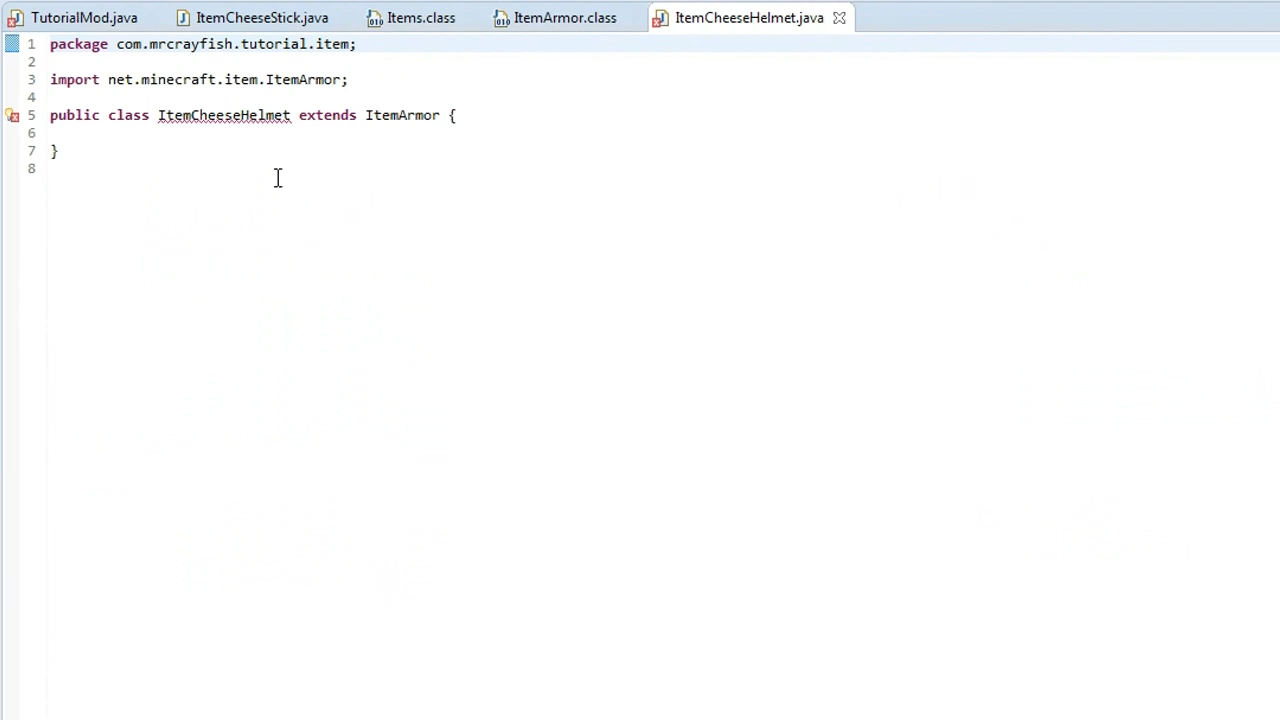 TutorialMod.java ItemCheeseStick.java Items.class ItemArmor.class ItemCheeseHelmet.java
1 package com.mrcrayfish.tutorial.item;
2
3 import net.minecraft.item.ItemArmor;
4
5 public class ItemCheeseHelmet extends ItemArmor {
6
7 }
8